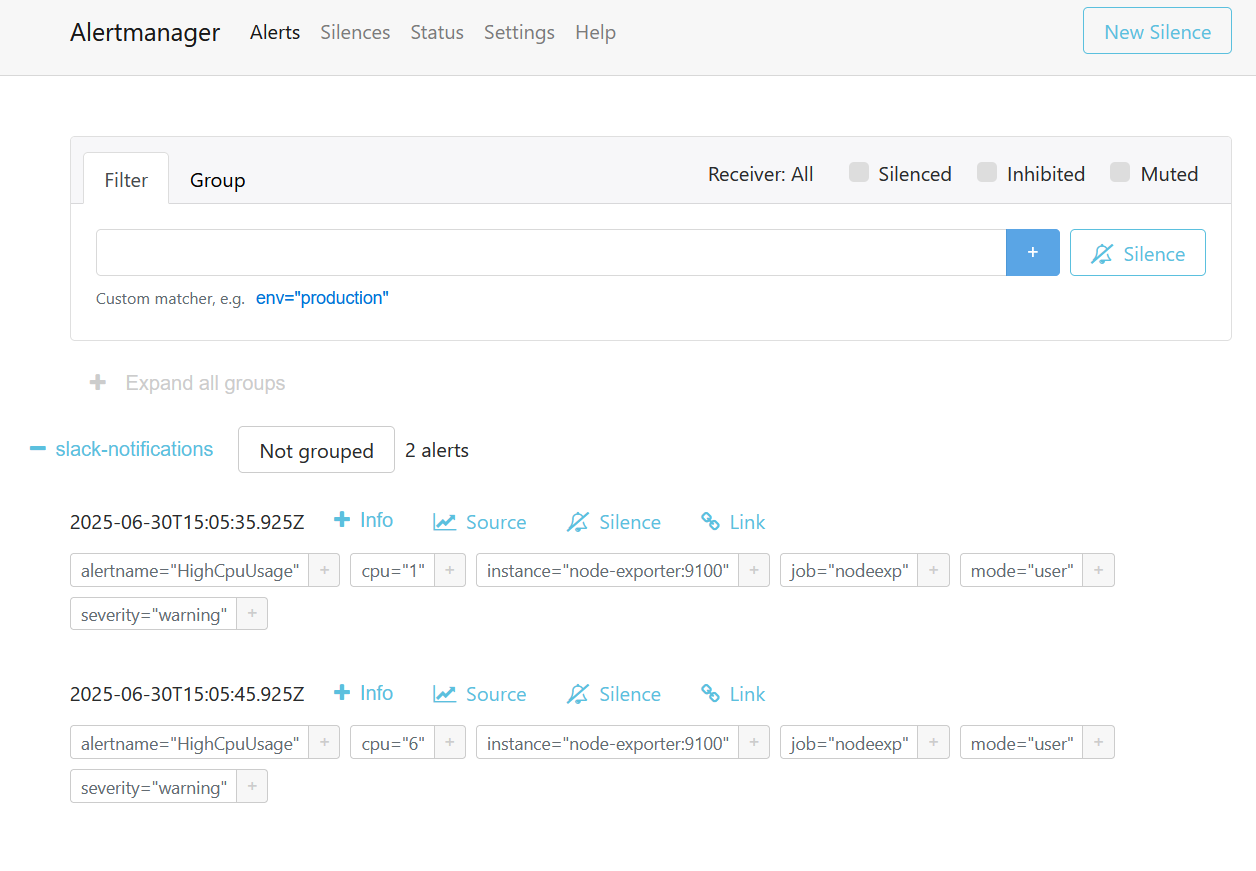 Alertmanager Alerts Silences Status Settings Help New Silence
Filter Group Receiver: All Silenced Inhibited Muted
+ Silence
Custom matcher, e.g. env="production"
+ Expand all groups
slack-notifications Not grouped 2 alerts
2025-06-30T15:05:35.925Z + Info Source Silence Link
alertname="HighCpuUsage" + cpu="1" + instance="node-exporter:9100" + job="nodeexp" + mode="user" +
severity="warning" +
2025-06-30T15:05:45.925Z + Info Source Silence Link
alertname="HighCpuUsage" + cpu="6" + instance="node-exporter:9100" + job="nodeexp" + mode="user" +
severity="warning" +